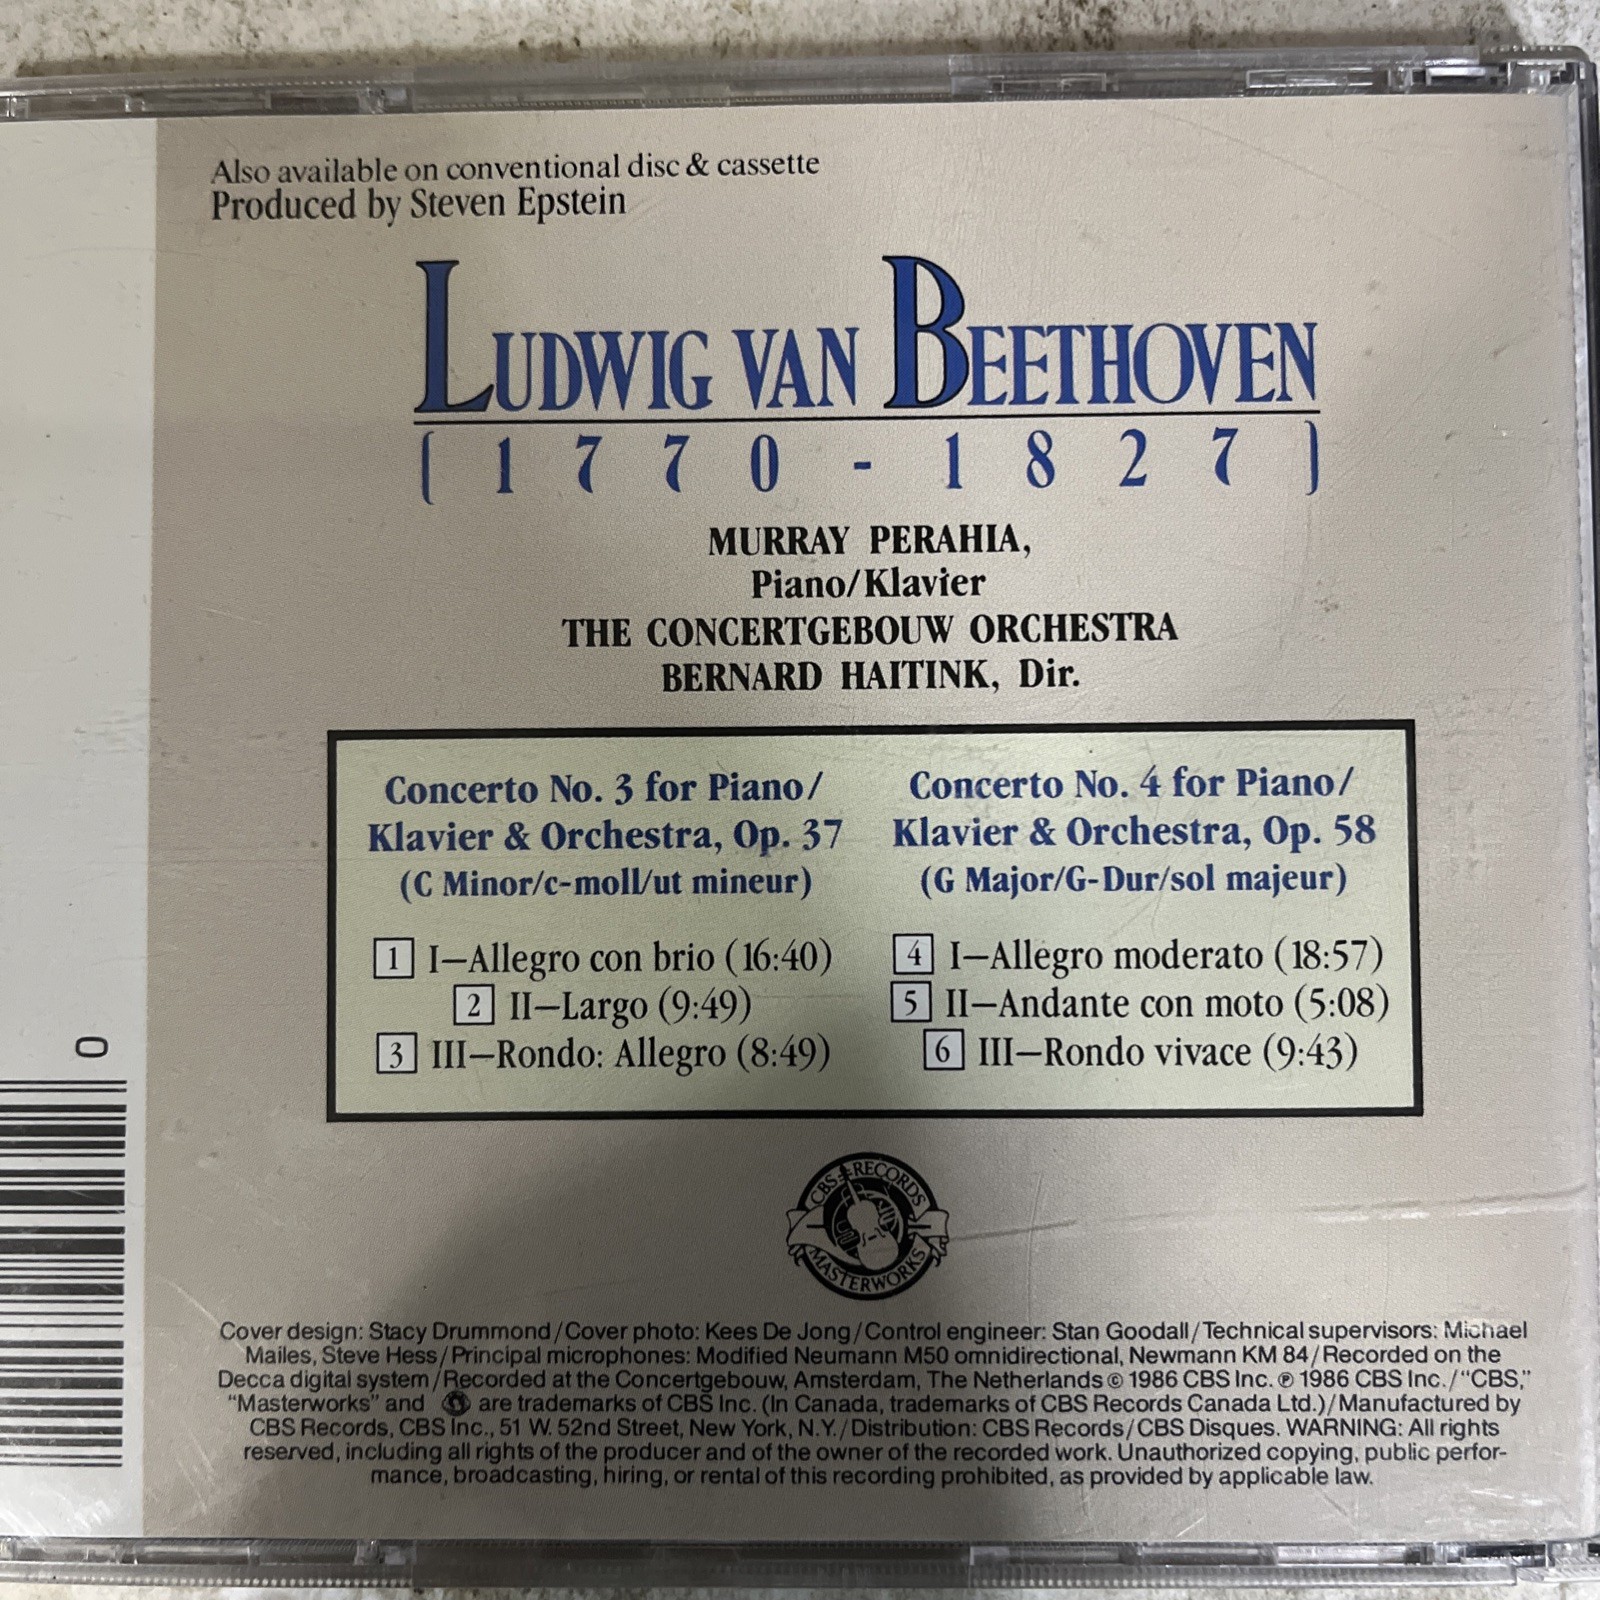 Also available on conventional disc & cassette
Produced by Steven Epstein
LUDWIG VAN BEETHOVEN
(1770-1827)
MURRAY PERAHIA,
Piano/Klavier
THE CONCERTGEBOUW ORCHESTRA
BERNARD HAITINK, Dir.
Concerto No. 3 for Piano/
Klavier & Orchestra, Op. 37
(C Minor/c-moll/ut mineur)
1 I—Allegro con brio (16:40)
2 II—Largo (9:49)
3 III—Rondo: Allegro (8:49)
Concerto No. 4 for Piano/
Klavier & Orchestra, Op. 58
(G Major/G-Dur/sol majeur)
4 I—Allegro moderato (18:57)
5 II—Andante con moto (5:08)
6 III—Rondo vivace (9:43)
0
CBS RECORDS
MASTERWORKS
Cover design: Stacy Drummond/Cover photo: Kees De Jong/Control engineer: Stan Goodall/Technical supervisors: Michael
Mailes, Steve Hess/Principal microphones: Modified Neumann M50 omnidirectional, Newmann KM 84/Recorded on the
Decca digital system/Recorded at the Concertgebouw, Amsterdam, The Netherlands © 1986 CBS Inc. ℗ 1986 CBS Inc./“CBS,”
“Masterworks” and are trademarks of CBS Inc. (In Canada, trademarks of CBS Records Canada Ltd.)/Manufactured by
CBS Records, CBS Inc., 51 W. 52nd Street, New York, N.Y./Distribution: CBS Records/CBS Disques. WARNING: All rights
reserved, including all rights of the producer and of the owner of the recorded work. Unauthorized copying, public perfor-
mance, broadcasting, hiring, or rental of this recording prohibited, as provided by applicable law.